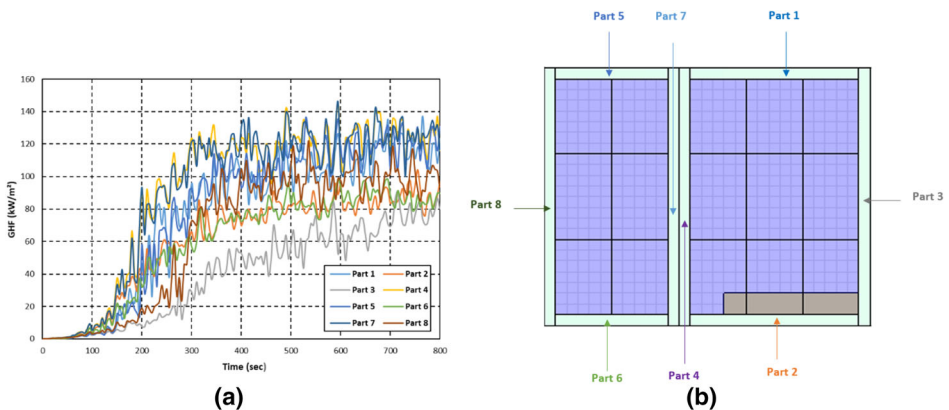 160
140
120
100
80
60
40
20
0
GHF (kW/m²)
0 100 200 300 400 500 600 700 800
Time (sec)
Part 1 Part 2
Part 3 Part 4
Part 5 Part 6
Part 7 Part 8
(a)
Part 5 Part 7 Part 1
Part 8
Part 3
Part 6 Part 4 Part 2
(b)